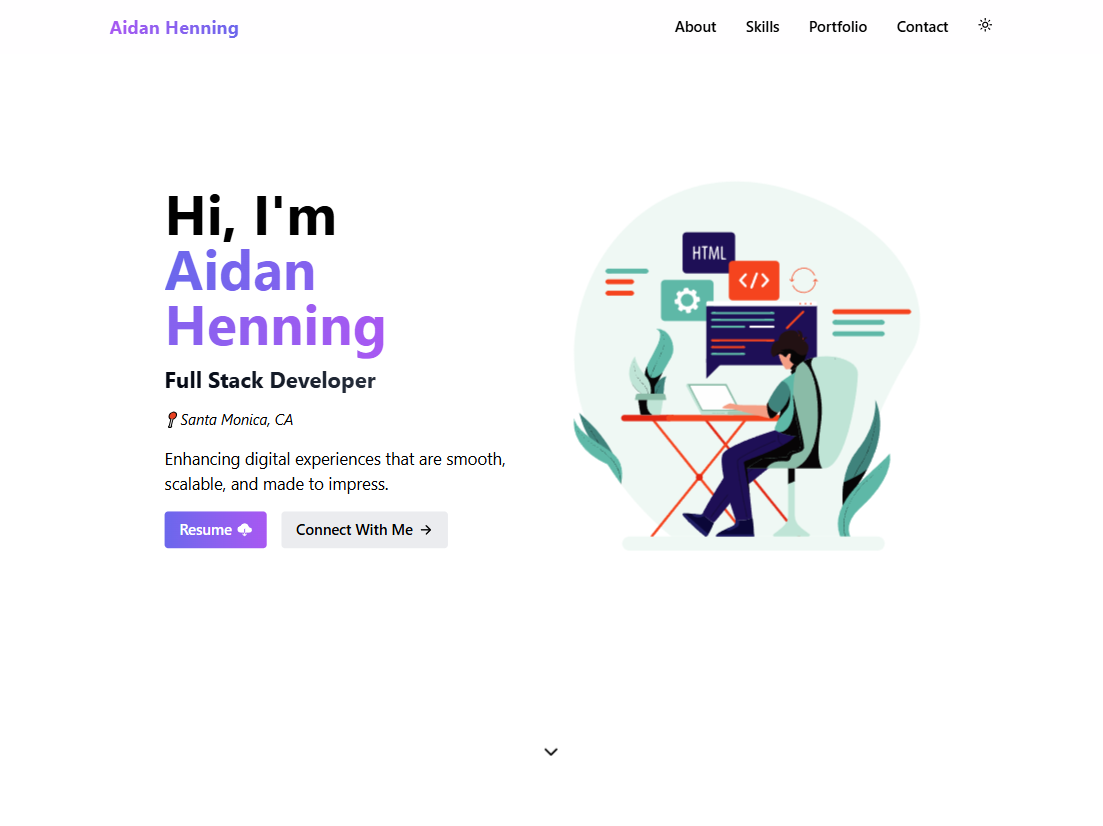 Aidan Henning
About Skills Portfolio Contact
Hi, I'm
Aidan
Henning
Full Stack Developer
Santa Monica, CA
Enhancing digital experiences that are smooth,
scalable, and made to impress.
Resume
Connect With Me →
HTML
</>